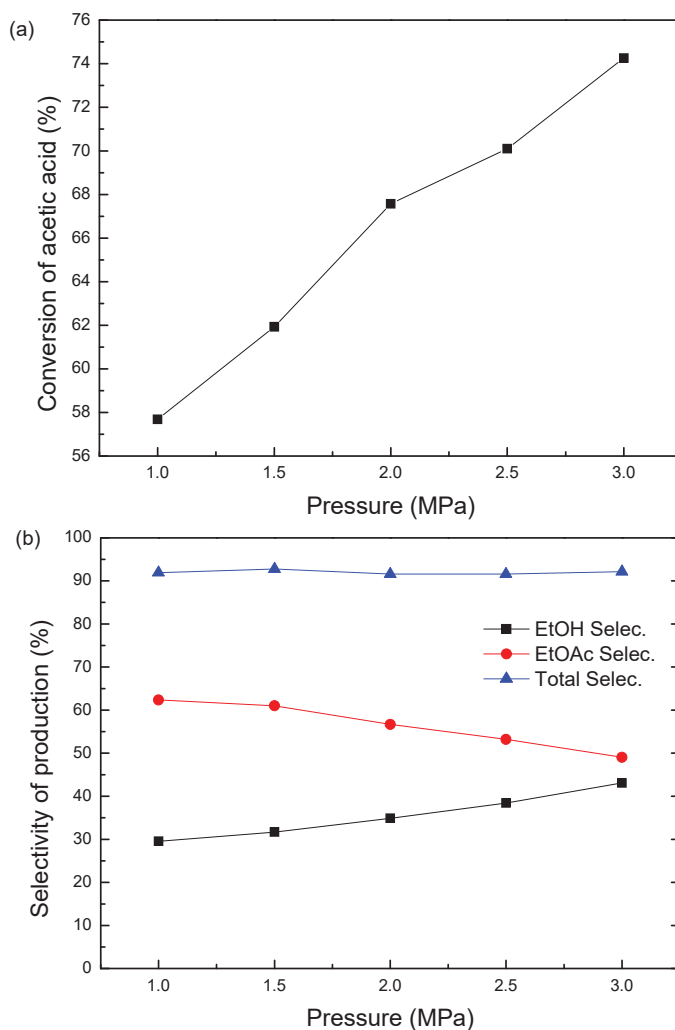 (a)
Conversion of acetic acid (%)
76
74
72
70
68
66
64
62
60
58
56
1.0 1.5 2.0 2.5 3.0
Pressure (MPa)
(b)
Selectivity of production (%)
100
90
80
70
60
50
40
30
20
10
0
EtOH Selec.
EtOAc Selec.
Total Selec.
1.0 1.5 2.0 2.5 3.0
Pressure (MPa)